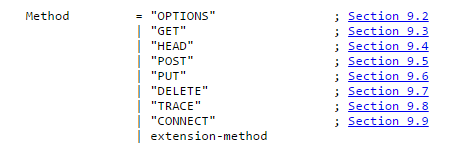 Method = "OPTIONS" ; Section 9.2
| "GET" ; Section 9.3
| "HEAD" ; Section 9.4
| "POST" ; Section 9.5
| "PUT" ; Section 9.6
| "DELETE" ; Section 9.7
| "TRACE" ; Section 9.8
| "CONNECT" ; Section 9.9
| extension-method